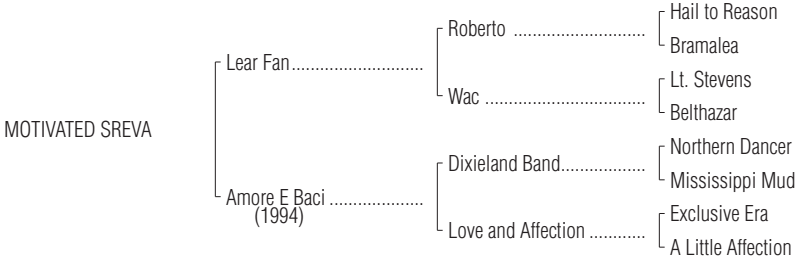 Hail to Reason
Roberto ............................
Bramalea
Lear Fan............................
Lt. Stevens
Wac ..................................
Belthazar
MOTIVATED SREVA
Northern Dancer
Dixieland Band..................
Mississippi Mud
Amore E Baci ....................
(1994)
Exclusive Era
Love and Affection ............
A Little Affection